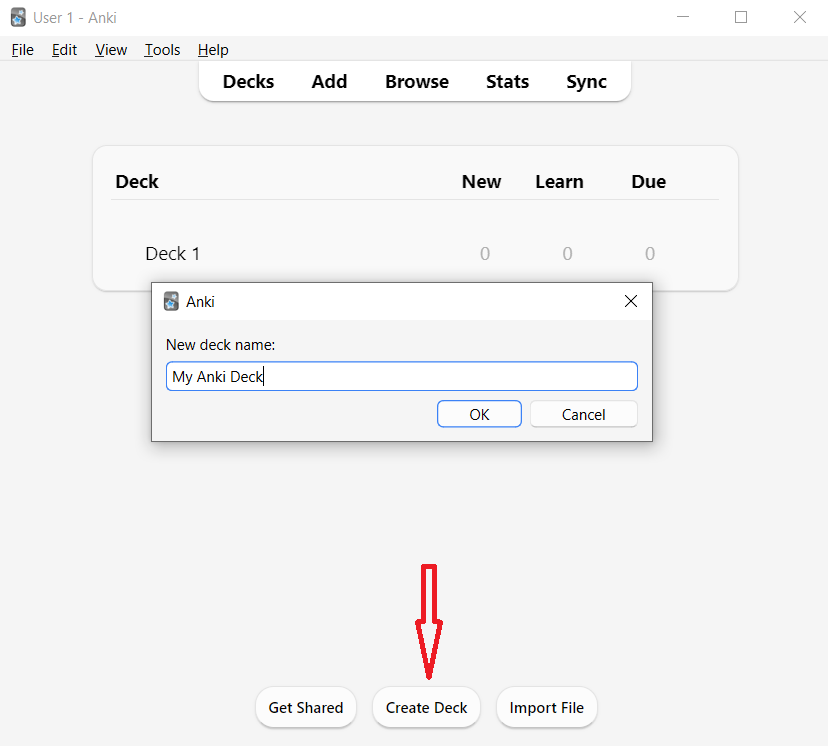 User 1 - Anki
File Edit View Tools Help
Decks Add Browse Stats Sync
Deck New Learn Due
Deck 1 0 0 0
Anki
New deck name:
My Anki Deck
OK Cancel
Get Shared Create Deck Import File